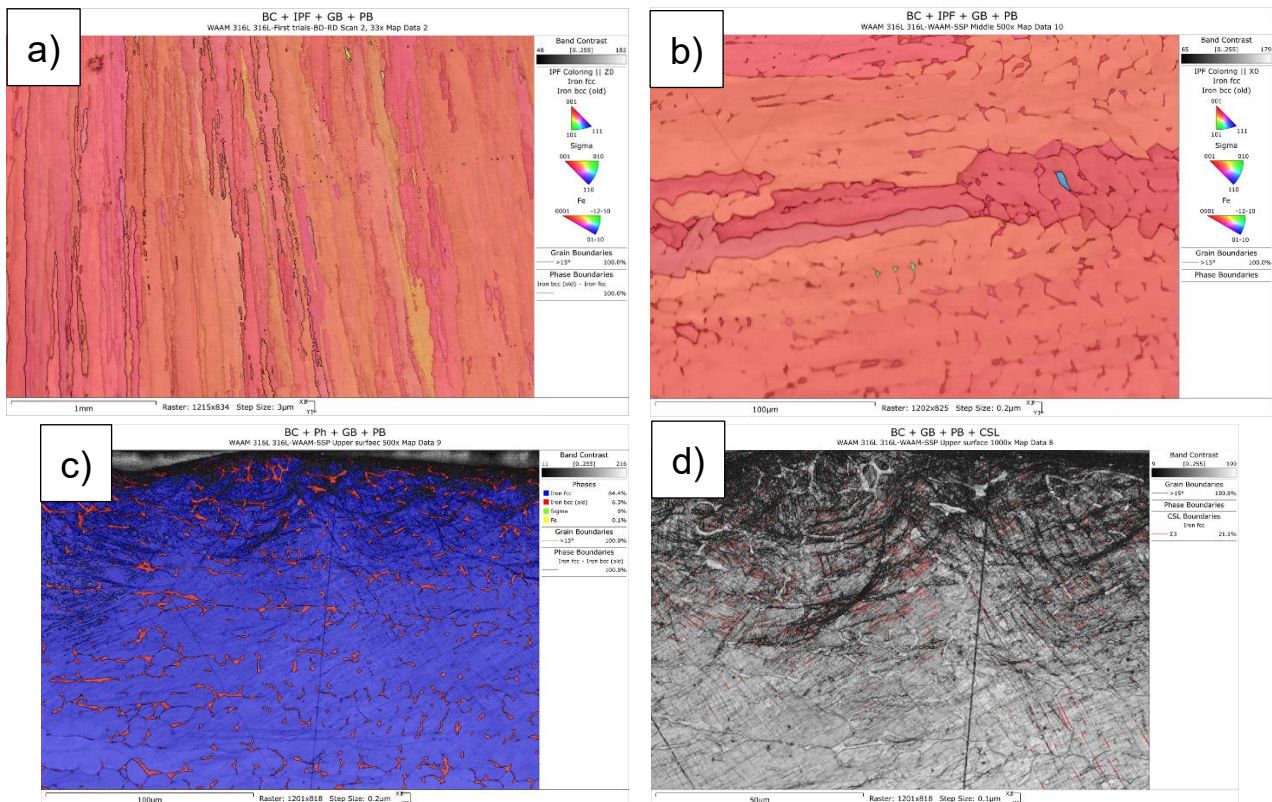 a)
BC + IPF + GB + PB
WAAM 316L 316L-First trials-BD-RD Scan 2, 33x Map Data 2
Band Contrast
48 [0..255] 182
IPF Coloring || Z0
Iron fcc
Iron bcc (old)
001
101 111
Sigma
001 010
110
Fe
0001 -12-10
01-10
Grain Boundaries
>15° 100.0%
Phase Boundaries
Iron bcc (old) - Iron fcc
100.0%
1mm
Raster: 1215x834 Step Size: 3µm
b)
BC + IPF + GB + PB
WAAM 316L 316L-WAAM-SSP Middle 500x Map Data 10
Band Contrast
65 [0..255] 179
IPF Coloring || X0
Iron fcc
Iron bcc (old)
001
101 111
Sigma
001 010
110
Fe
0001 -12-10
01-10
Grain Boundaries
>15° 100.0%
Phase Boundaries
100µm
Raster: 1202x825 Step Size: 0.2µm
c)
BC + Ph + GB + PB
WAAM 316L 316L-WAAM-SSP Upper surfaec 500x Map Data 9
Band Contrast
11 [0..255] 216
Phases
Iron fcc 84.4%
Iron bcc (old) 6.3%
Sigma 0%
Fe 0.1%
Grain Boundaries
>15°
Phase Boundaries
Iron fcc - Iron bcc (old)
100µm
Raster: 1201x818 Step Size: 0.2µm
d)
BC + GB + PB + CSL
WAAM 316L 316L-WAAM-SSP Upper surface 1000x Map Data 8
Band Contrast
9 [0..255]
Grain Boundaries
>15°
Phase Boundaries
CSL Boundaries
Iron fcc
Σ3 21.1%
50µm
Raster: 1201x818 Step Size: 0.1µm